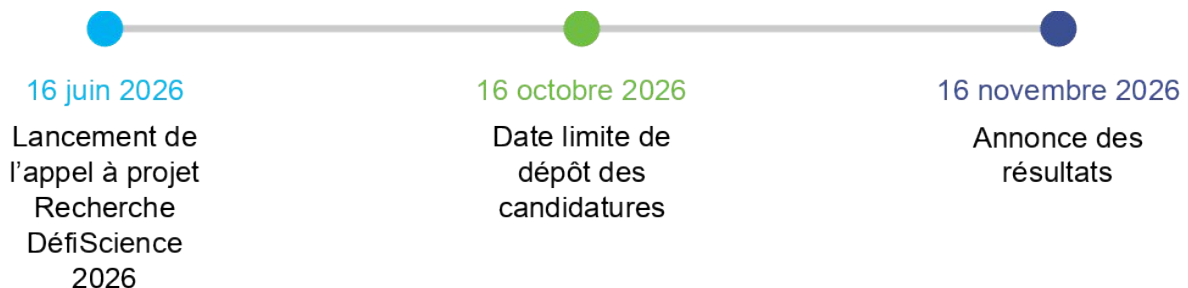 16 juin 2026
Lancement de
l’appel à projet
Recherche
DéfiScience
2026
16 octobre 2026
Date limite de
dépôt des
candidatures
16 novembre 2026
Annonce des
résultats